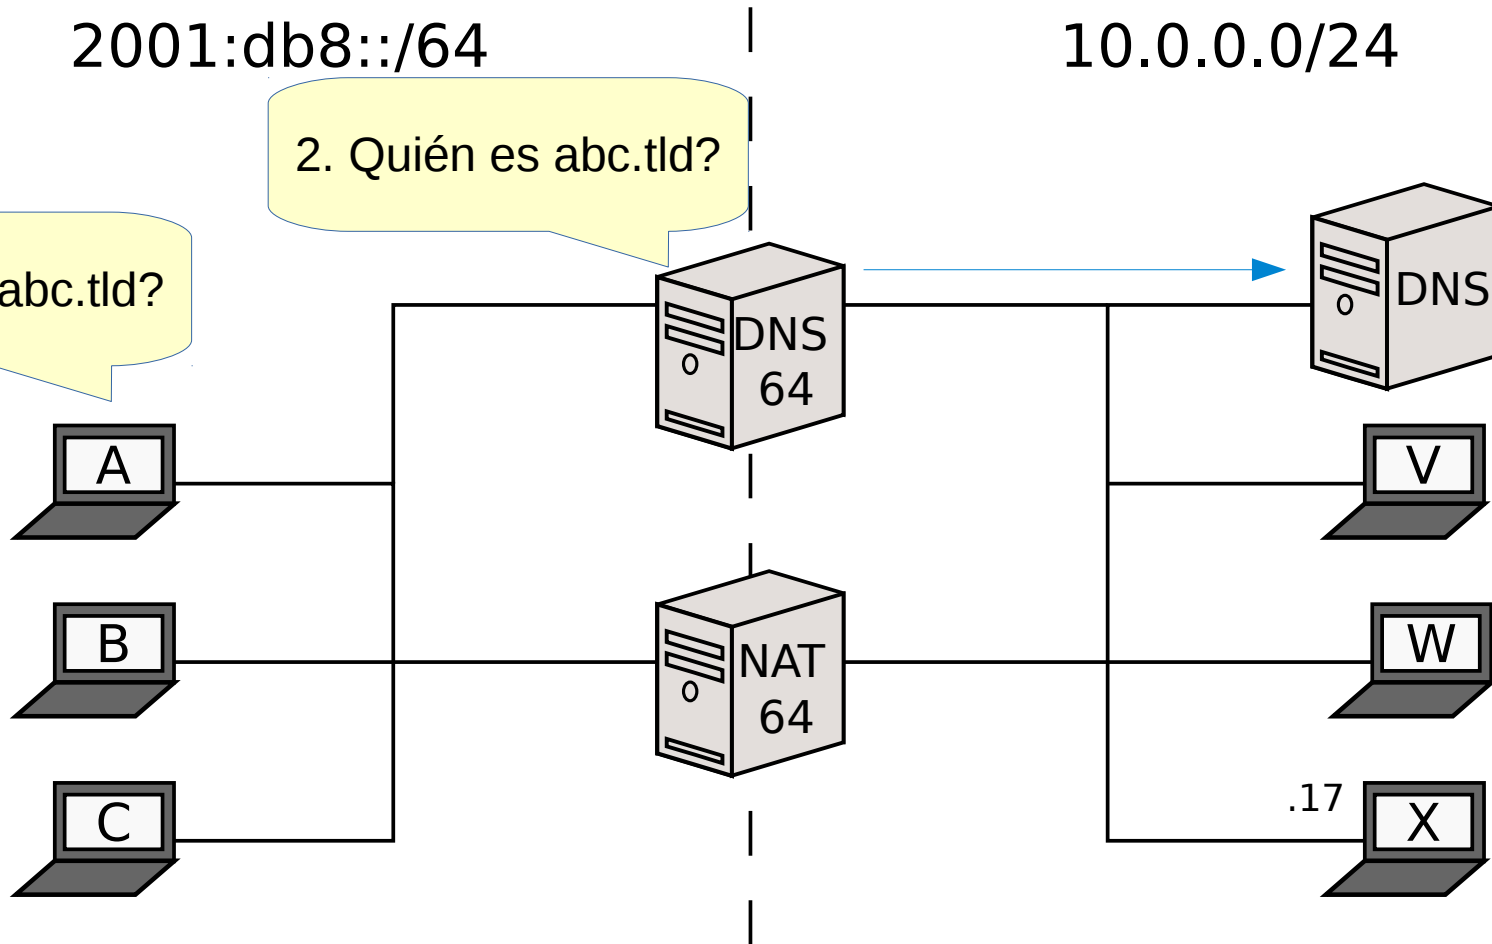 2001:db8::/64
10.0.0.0/24
2. Quién es abc.tld?
abc.tld?
DNS
64
DNS
A
V
B
NAT
64
W
.17
C
X